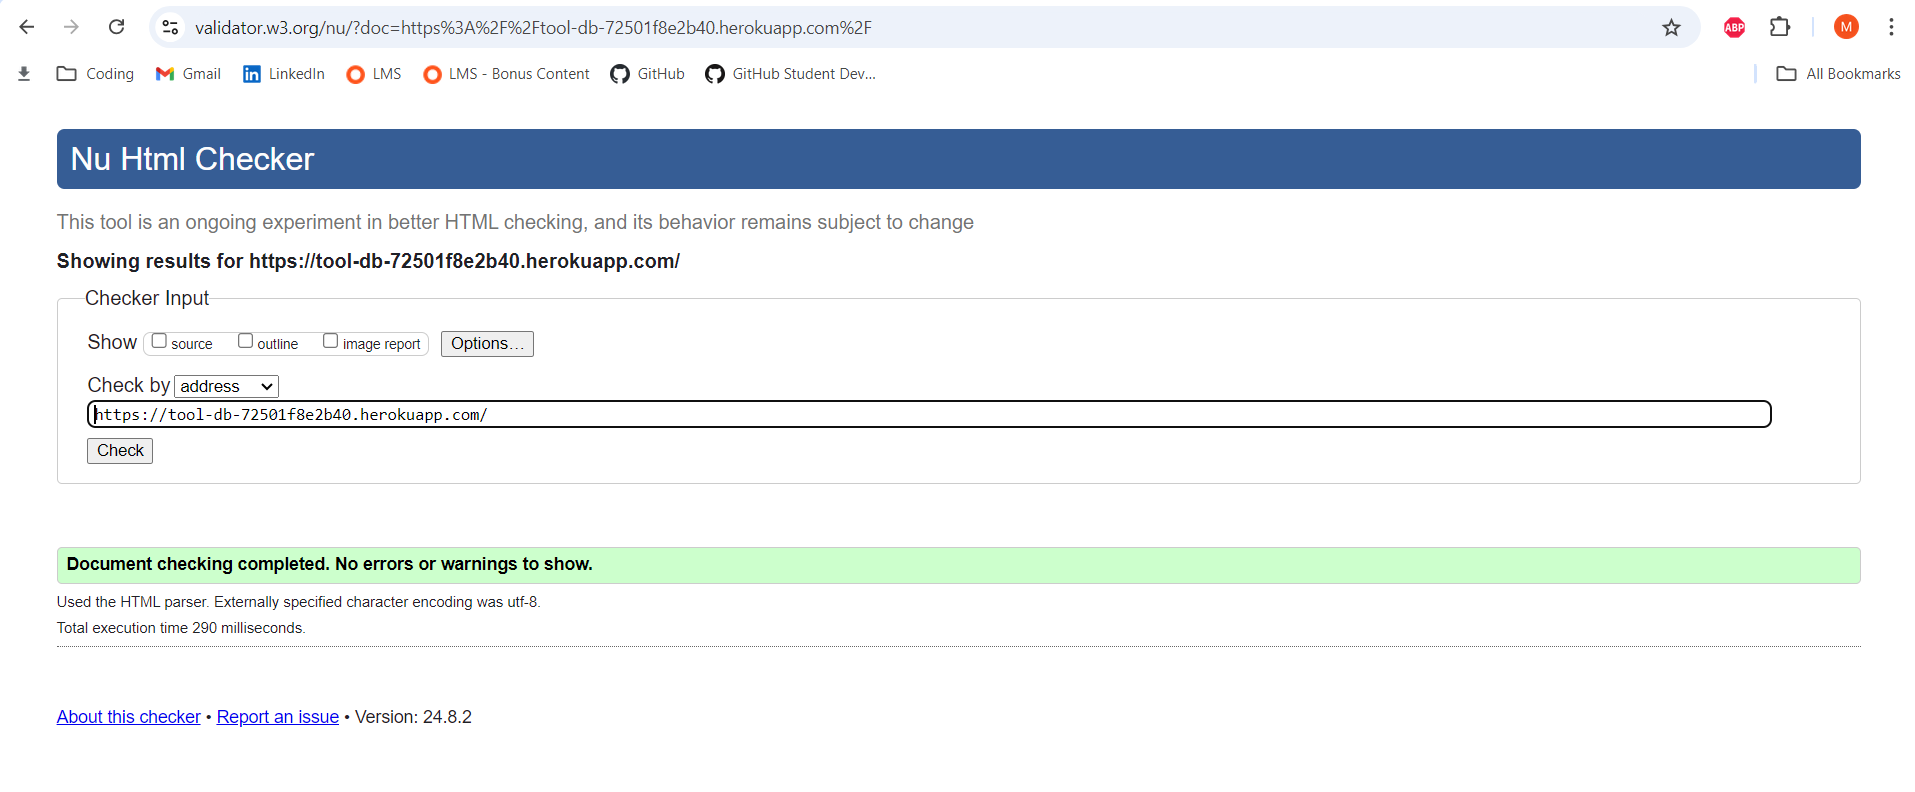 validator.w3.org/nu/?doc=https%3A%2F%2Ftool-db-72501f8e2b40.herokuapp.com%2F
ABP
M
Coding Gmail LinkedIn LMS LMS - Bonus Content GitHub GitHub Student Dev... All Bookmarks
Nu Html Checker
This tool is an ongoing experiment in better HTML checking, and its behavior remains subject to change
Showing results for https://tool-db-72501f8e2b40.herokuapp.com/
Checker Input
Show source outline image report Options...
Check by address
https://tool-db-72501f8e2b40.herokuapp.com/
Check
Document checking completed. No errors or warnings to show.
Used the HTML parser. Externally specified character encoding was utf-8.
Total execution time 290 milliseconds.
About this checker • Report an issue • Version: 24.8.2